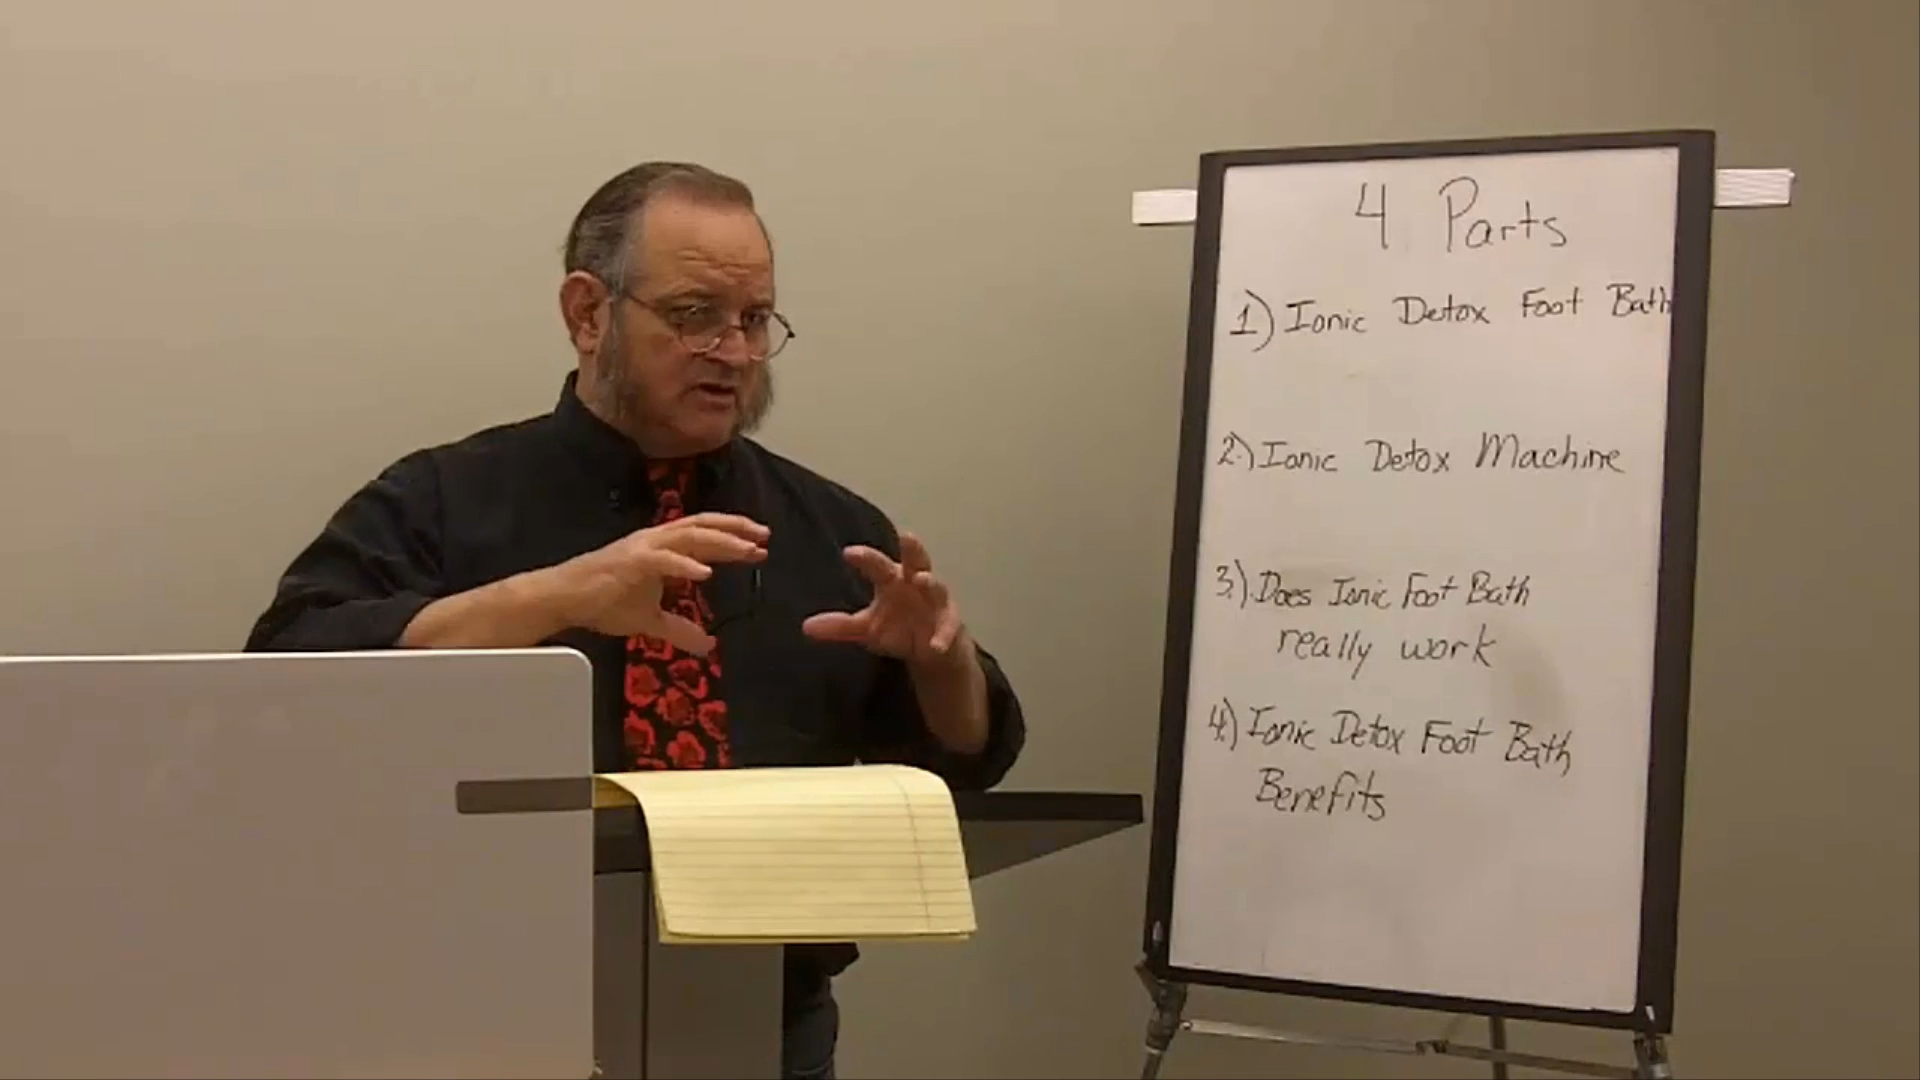 4 Parts
1) Ionic Detox Foot Bath
2.) Ionic Detox Machine
3.) Does Ionic Foot Bath
really work
4.) Ionic Detox Foot Bath
Benefits